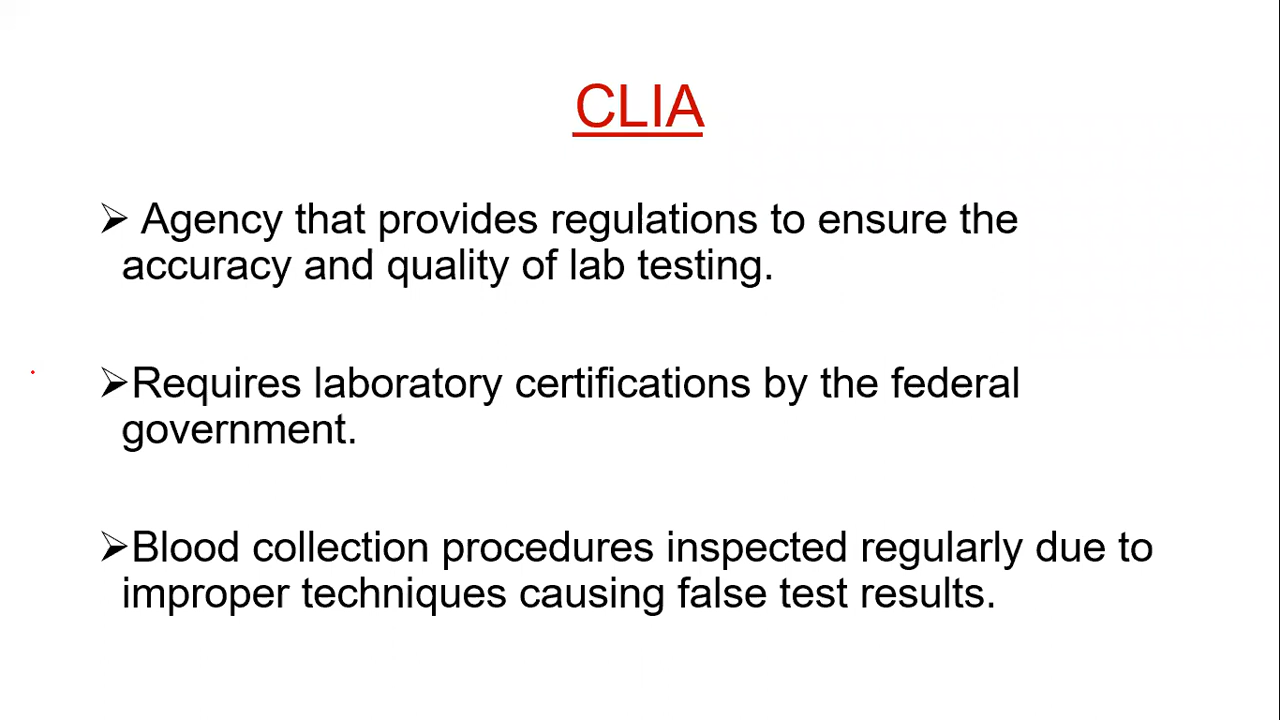 CLIA
➢ Agency that provides regulations to ensure the
accuracy and quality of lab testing.
➢Requires laboratory certifications by the federal
government.
➢Blood collection procedures inspected regularly due to
improper techniques causing false test results.